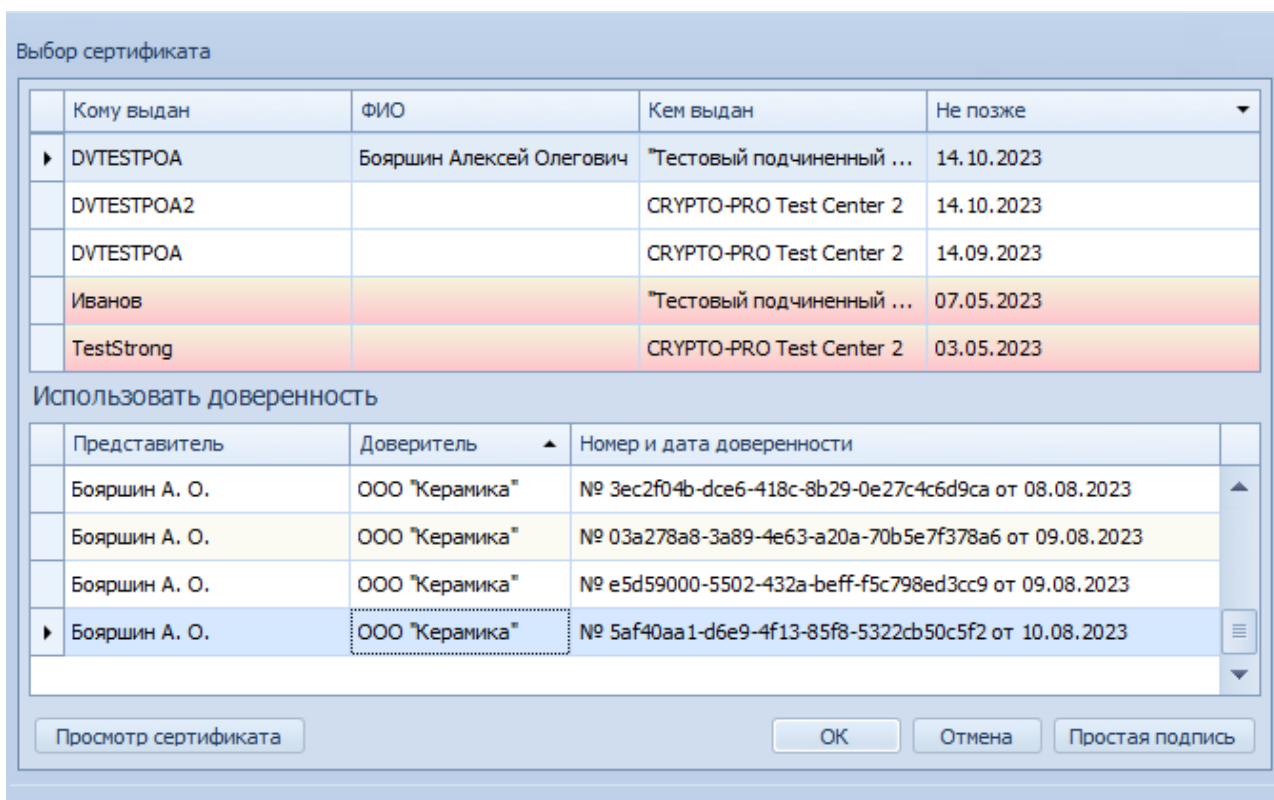 Выбор сертификата
Кому выдан ФИО Кем выдан Не позже
DVTESTPOA Бояршин Алексей Олегович "Тестовый подчиненный ... 14.10.2023
DVTESTPOA2 CRYPTO-PRO Test Center 2 14.10.2023
DVTESTPOA CRYPTO-PRO Test Center 2 14.09.2023
Иванов "Тестовый подчиненный ... 07.05.2023
TestStrong CRYPTO-PRO Test Center 2 03.05.2023
Использовать доверенность
Представитель Доверитель Номер и дата доверенности
Бояршин А. О. ООО "Керамика" № 3ec2f04b-dce6-418c-8b29-0e27c4c6d9ca от 08.08.2023
Бояршин А. О. ООО "Керамика" № 03a278a8-3a89-4e63-a20a-70b5e7f378a6 от 09.08.2023
Бояршин А. О. ООО "Керамика" № e5d59000-5502-432a-beff-f5c798ed3cc9 от 09.08.2023
Бояршин А. О. ООО "Керамика" № 5af40aa1-d6e9-4f13-85f8-5322cb50c5f2 от 10.08.2023
Просмотр сертификата ОК Отмена Простая подпись